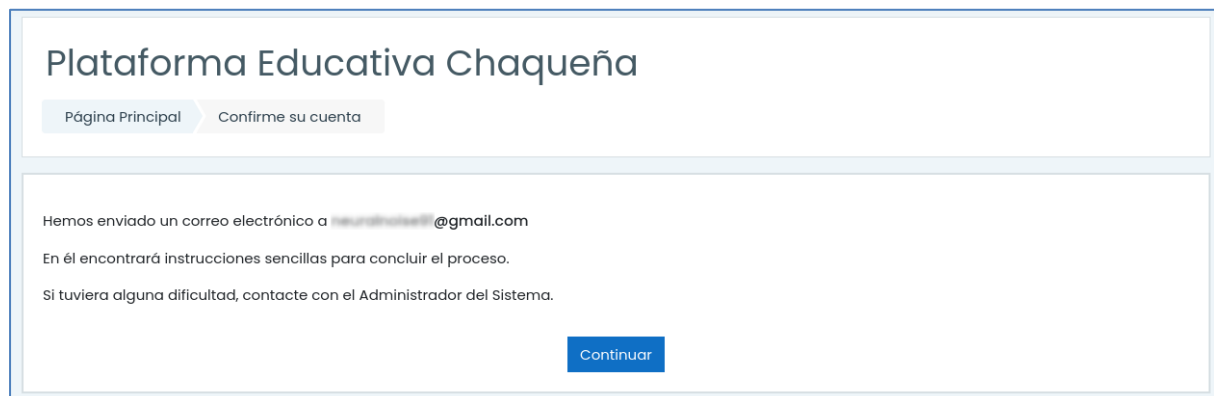 Plataforma Educativa Chaqueña
Página Principal Confirme su cuenta
Hemos enviado un correo electrónico a @gmail.com
En él encontrará instrucciones sencillas para concluir el proceso.
Si tuviera alguna dificultad, contacte con el Administrador del Sistema.
Continuar